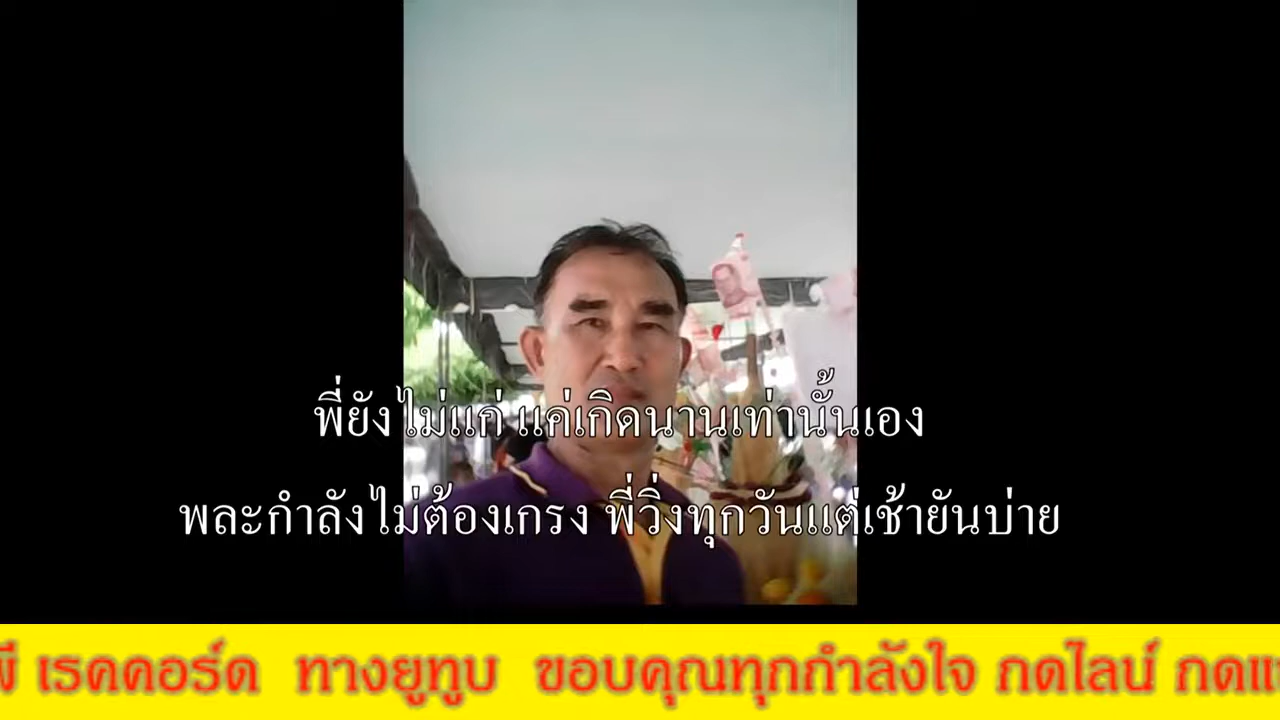 พี่ยังไม่แก่ แค่เกิดนานเท่านั้นเอง
พละกำลังไม่ต้องเกรง พี่วิ่งทุกวันแต่เช้ายันบ่าย
เรคคอร์ด ทางยูทูบ ขอบคุณทุกกำลังใจ กดไลน์